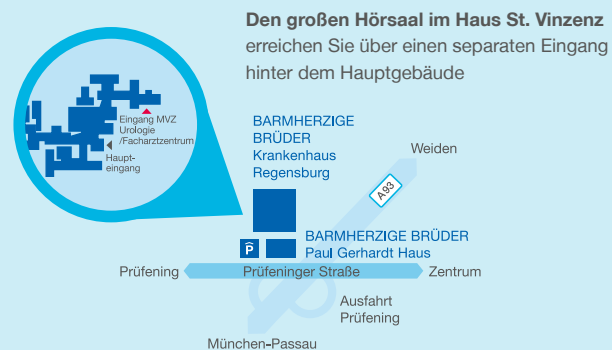 Den großen Hörsaal im Haus St. Vinzenz
erreichen Sie über einen separaten Eingang
hinter dem Hauptgebäude
Eingang MVZ
Urologie
/Facharztzentrum
Haupt-
eingang
BARMHERZIGE
BRÜDER
Krankenhaus
Regensburg
Weiden
A93
P
BARMHERZIGE BRÜDER
Paul Gerhardt Haus
Prüfening
Prüfeninger Straße
Zentrum
Ausfahrt
Prüfening
München-Passau